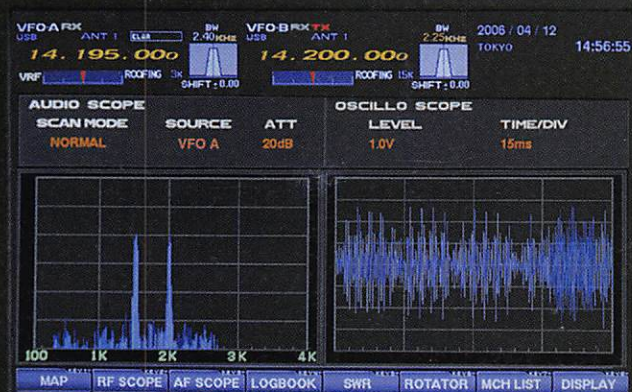 VFO-A RX
USB ANT 1
BW
2.40KHz
14.195.000
VRF ROOFING 3K
SHIFT ± 0.00
VFO-B RX TX
USB ANT 1
BW
2.25KHz
14.200.000
ROOFING 15K
SHIFT ± 0.00
2006 / 04 / 12
TOKYO 14:56:55
AUDIO SCOPE
SCAN MODE SOURCE ATT
NORMAL VFO A 20dB
OSCILLO SCOPE
LEVEL TIME/DIV
1.0V 15ms
100 1K 2K 3K 4K
MAP RF SCOPE AF SCOPE LOGBOOK SWR ROTATOR MCH LIST DISPLAY